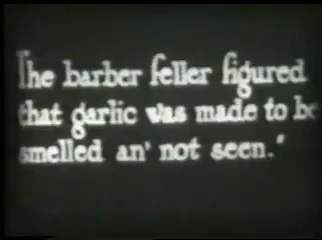 The barber feller figured
that garlic was made to be
smelled an' not seen."